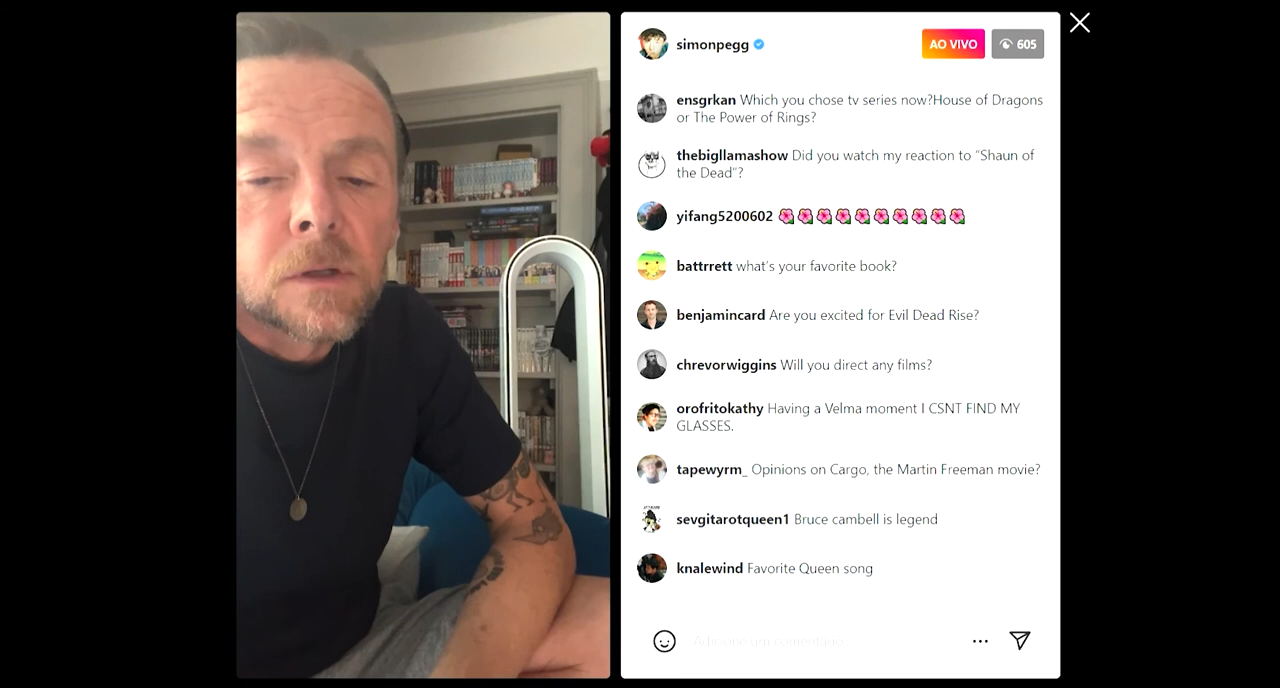 simonpegg
AO VIVO
605
ensgrkan Which you chose tv series now?House of Dragons
or The Power of Rings?
thebigllamashow Did you watch my reaction to “Shaun of
the Dead”?
yifang5200602 🌺🌺🌺🌺🌺🌺🌺🌺🌺🌺
battrrett what's your favorite book?
benjamincard Are you excited for Evil Dead Rise?
chrevorwiggins Will you direct any films?
orofritokathy Having a Velma moment I CSNT FIND MY
GLASSES.
tapewyrm_ Opinions on Cargo, the Martin Freeman movie?
sevgitarotqueen1 Bruce cambell is legend
knalewind Favorite Queen song
Adicione um comentário...